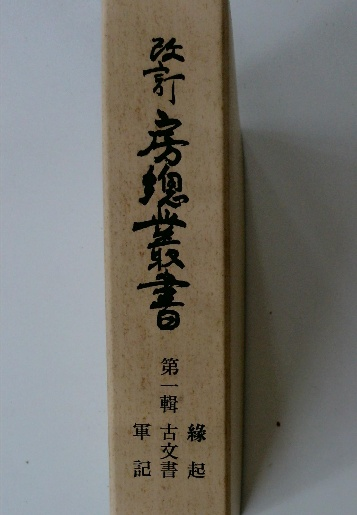 改訂房總叢書
第一輯
縁起
古文書
軍記